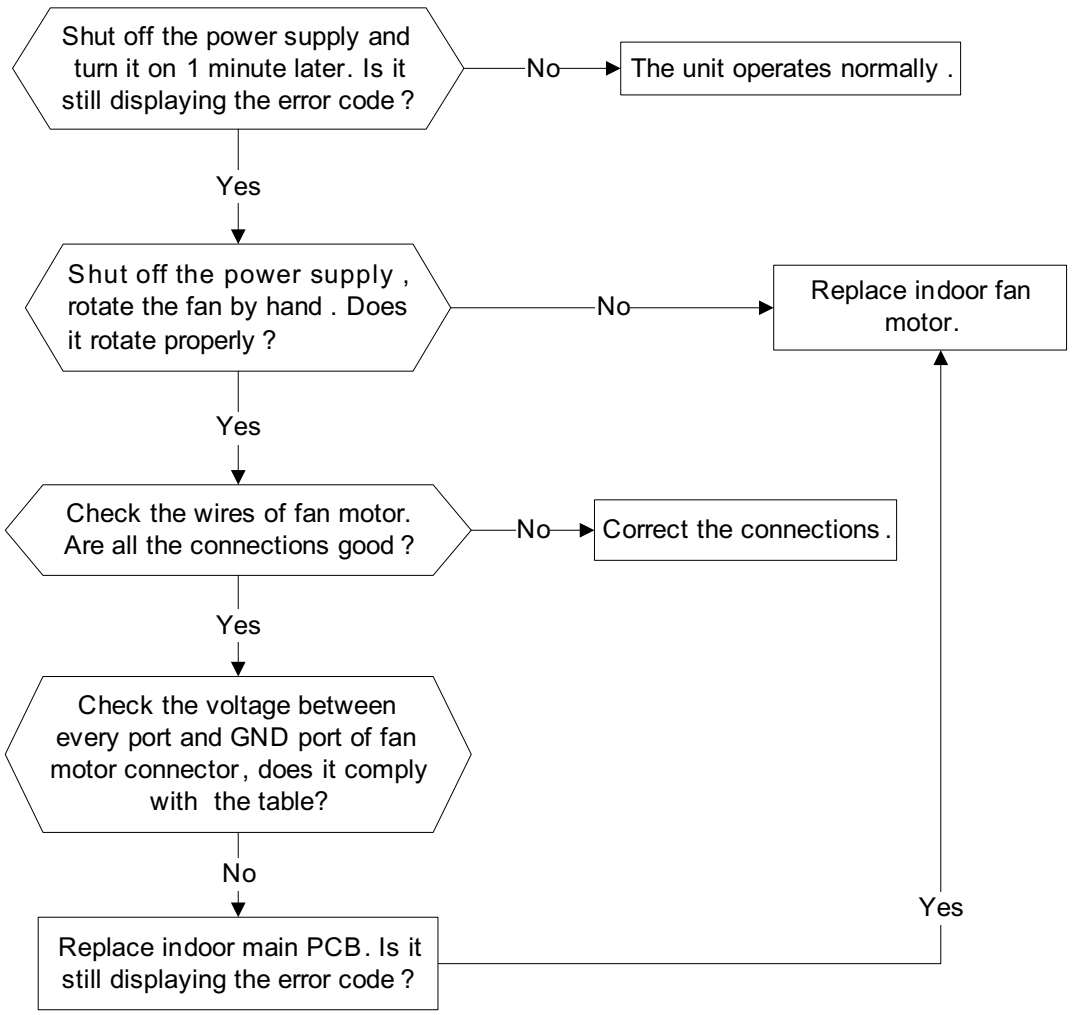 Shut off the power supply and
turn it on 1 minute later. Is it
still displaying the error code ?
No
The unit operates normally .
Yes
Shut off the power supply ,
rotate the fan by hand . Does
it rotate properly ?
No
Replace indoor fan
motor.
Yes
Check the wires of fan motor.
Are all the connections good ?
No
Correct the connections .
Yes
Check the voltage between
every port and GND port of fan
motor connector, does it comply
with the table?
No
Yes
Replace indoor main PCB. Is it
still displaying the error code ?